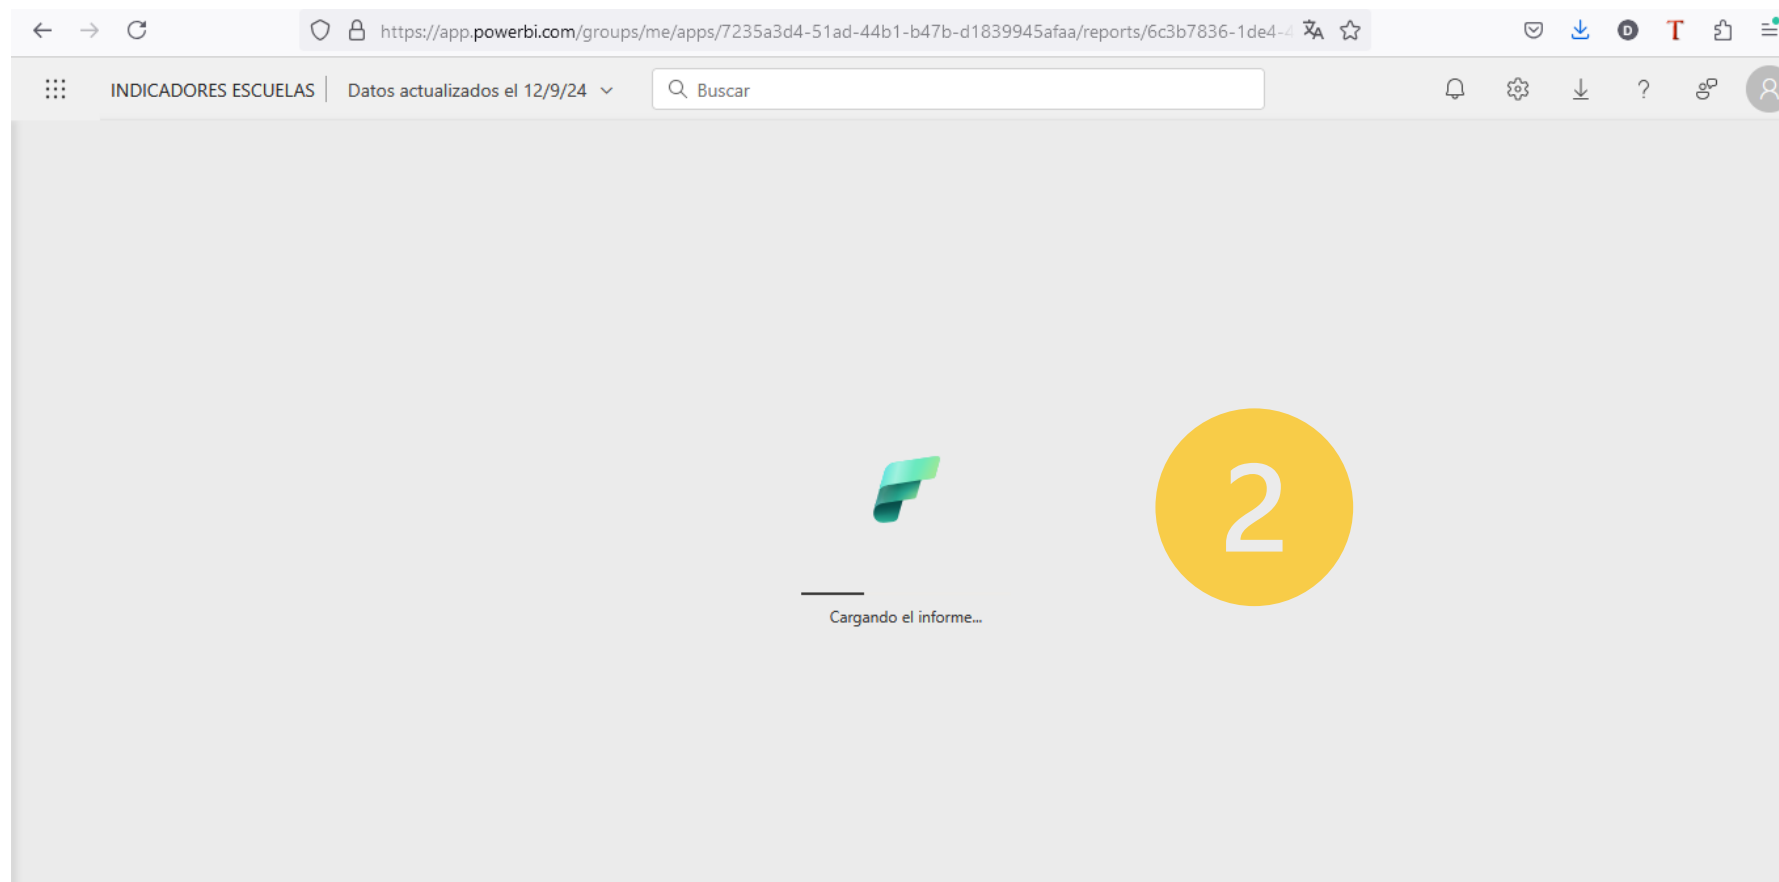 https://app.powerbi.com/groups/me/apps/7235a3d4-51ad-44b1-b47b-d1839945afaa/reports/6c3b7836-1de4-4
D T
INDICADORES ESCUELAS Datos actualizados el 12/9/24 Buscar ?
2
Cargando el informe...